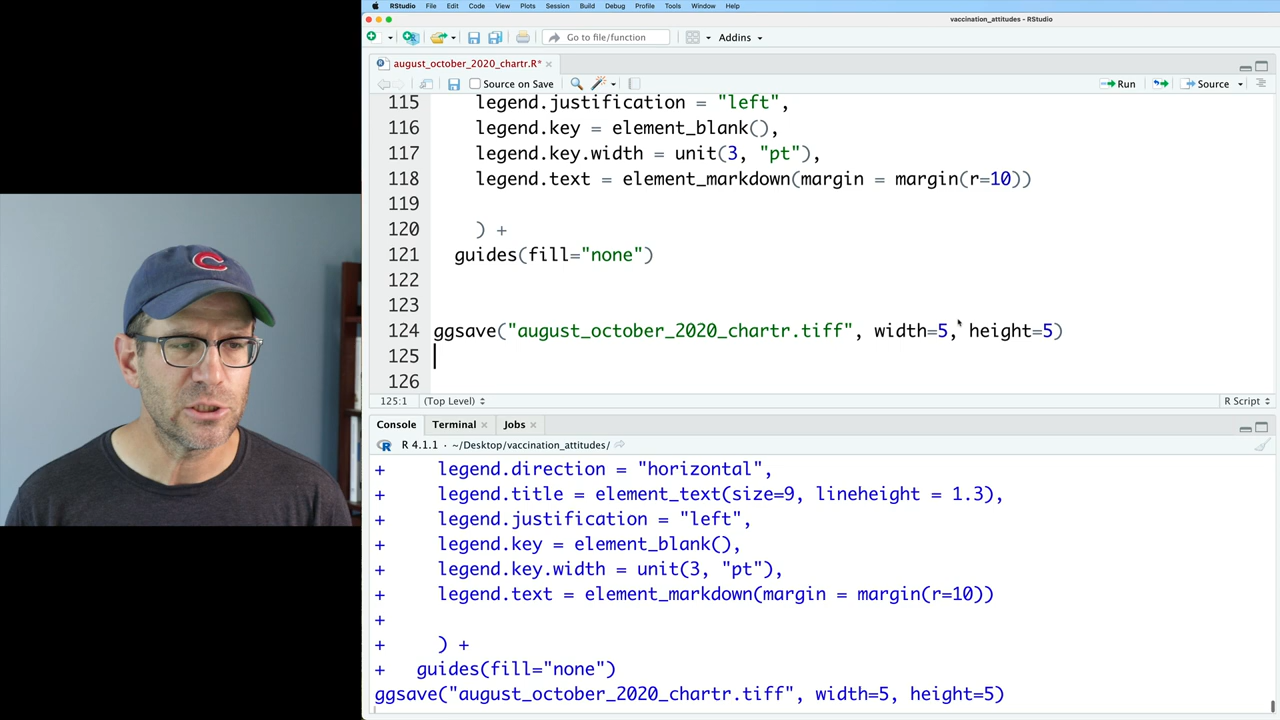 RStudio File Edit Code View Plots Session Build Debug Profile Tools Window Help
vaccination_attitudes - RStudio
Go to file/function Addins
august_october_2020_chartr.R*
Source on Save Run Source
115 legend.justification = "left",
116 legend.key = element_blank(),
117 legend.key.width = unit(3, "pt"),
118 legend.text = element_markdown(margin = margin(r=10))
119
120 ) +
121 guides(fill="none")
122
123
124 ggsave("august_october_2020_chartr.tiff", width=5, height=5)
125
126
125:1 (Top Level) R Script
Console Terminal Jobs
R 4.1.1 · ~/Desktop/vaccination_attitudes/
+ legend.direction = "horizontal",
+ legend.title = element_text(size=9, lineheight = 1.3),
+ legend.justification = "left",
+ legend.key = element_blank(),
+ legend.key.width = unit(3, "pt"),
+ legend.text = element_markdown(margin = margin(r=10))
+
+ ) +
+ guides(fill="none")
ggsave("august_october_2020_chartr.tiff", width=5, height=5)
C